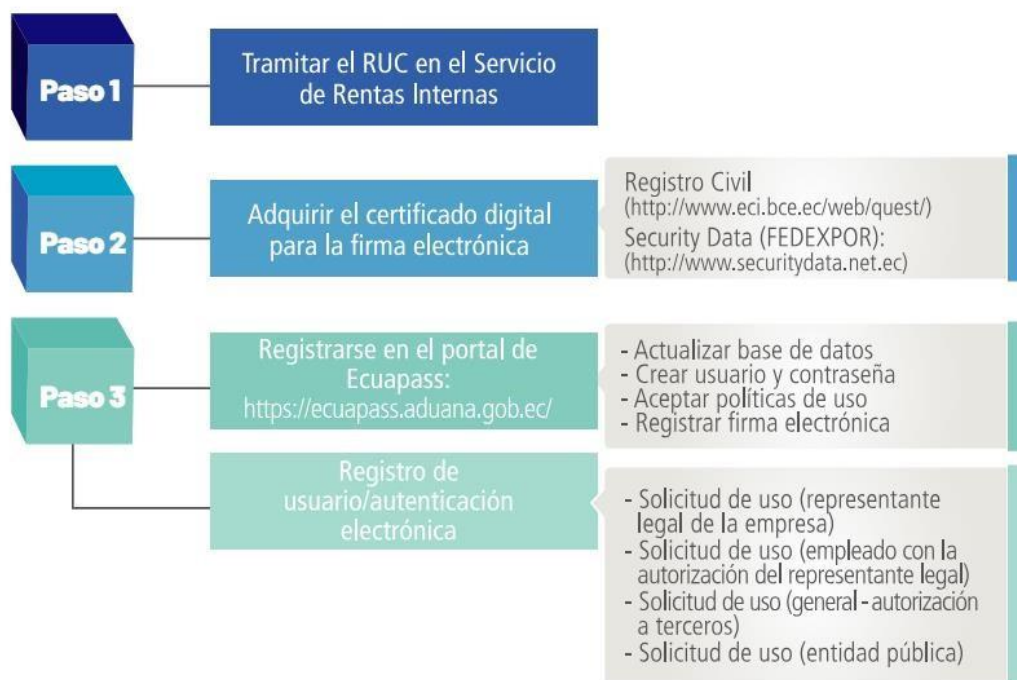 Paso 1
Tramitar el RUC en el Servicio
de Rentas Internas
Paso 2
Adquirir el certificado digital
para la firma electrónica
Registro Civil
(http://www.eci.bce.ec/web/quest/)
Security Data (FEDEXPOR):
(http://www.securitydata.net.ec)
Paso 3
Registrarse en el portal de
Ecuapass:
https://ecuapass.aduana.gob.ec/
- Actualizar base de datos
- Crear usuario y contraseña
- Aceptar políticas de uso
- Registrar firma electrónica
Registro de
usuario/autenticación
electrónica
- Solicitud de uso (representante
legal de la empresa)
- Solicitud de uso (empleado con la
autorización del representante legal)
- Solicitud de uso (general - autorización
a terceros)
- Solicitud de uso (entidad pública)